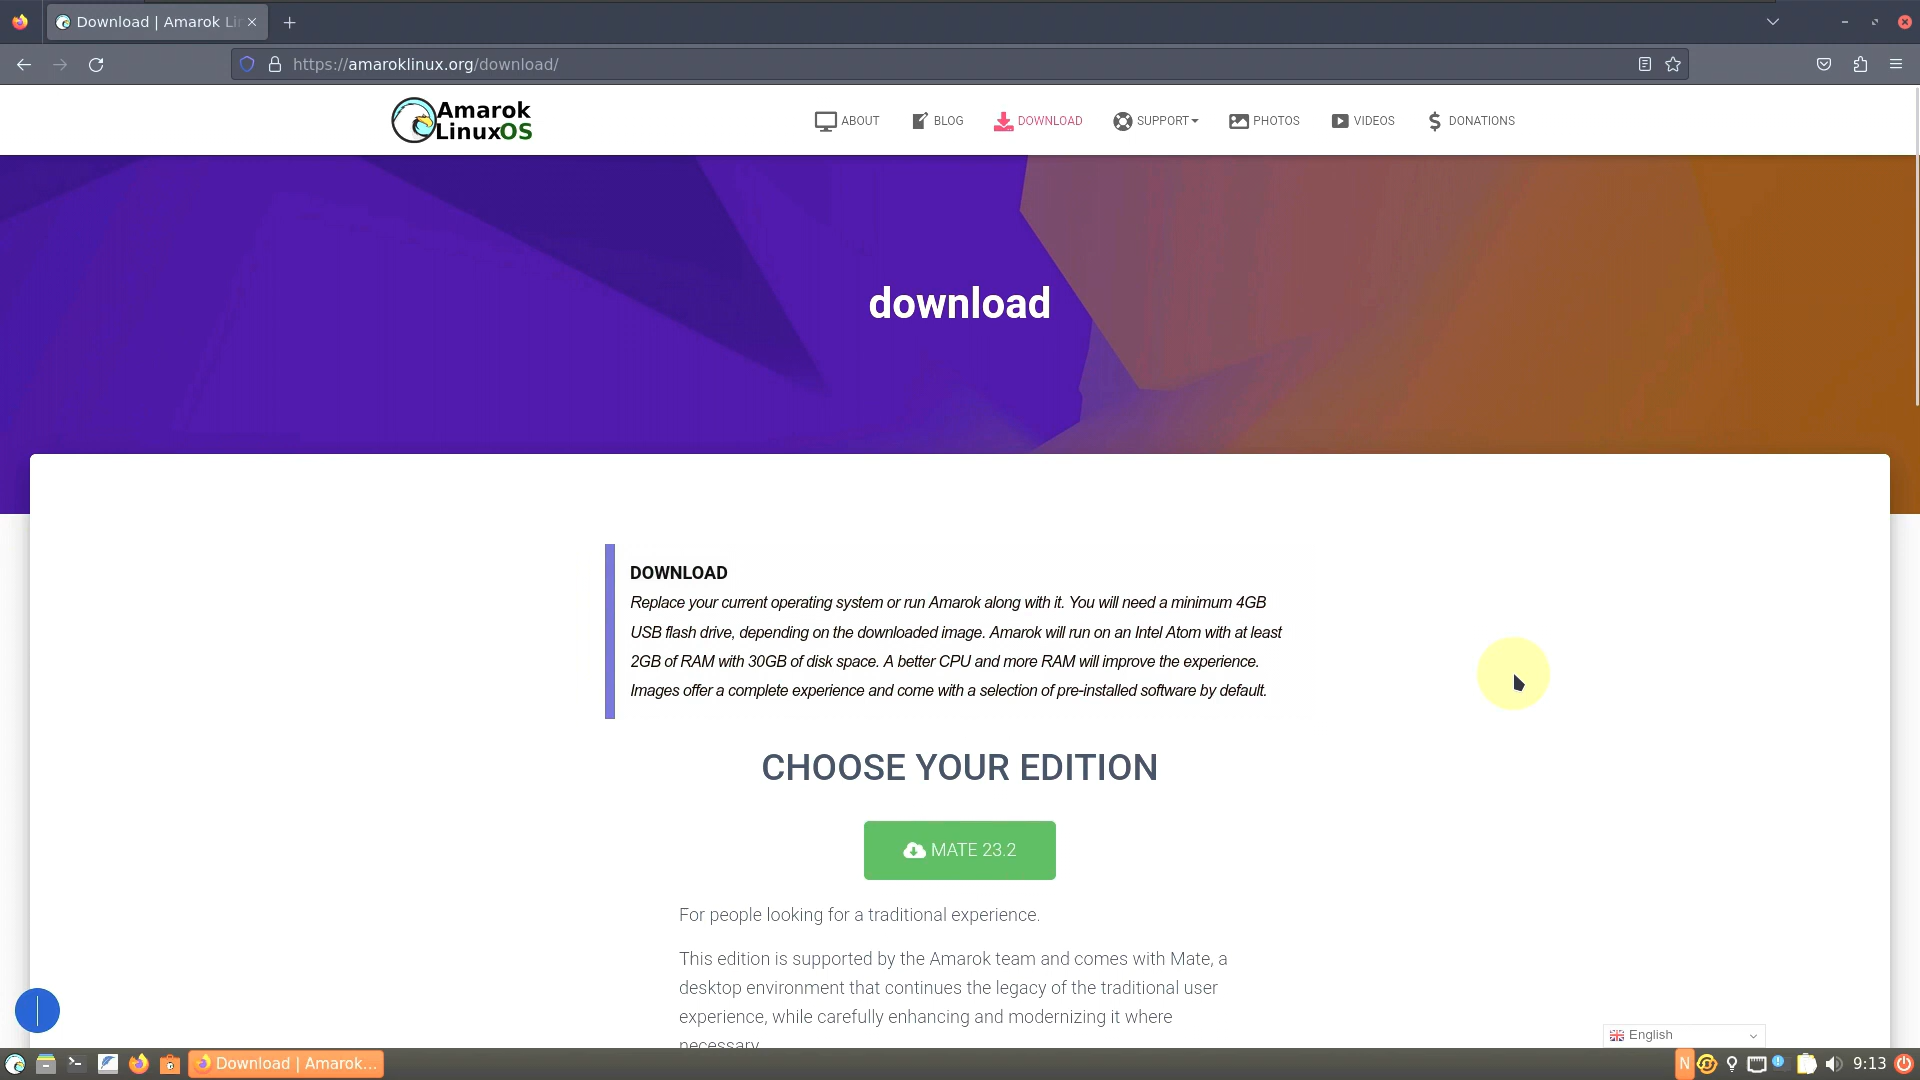 Download | Amarok Li
https://amaroklinux.org/download/
Amarok
LinuxOS
ABOUT
BLOG
DOWNLOAD
SUPPORT
PHOTOS
VIDEOS
DONATIONS
download
DOWNLOAD
Replace your current operating system or run Amarok along with it. You will need a minimum 4GB
USB flash drive, depending on the downloaded image. Amarok will run on an Intel Atom with at least
2GB of RAM with 30GB of disk space. A better CPU and more RAM will improve the experience.
Images offer a complete experience and come with a selection of pre-installed software by default.
CHOOSE YOUR EDITION
MATE 23.2
For people looking for a traditional experience.
This edition is supported by the Amarok team and comes with Mate, a
desktop environment that continues the legacy of the traditional user
experience, while carefully enhancing and modernizing it where
necessary.
English
Download | Amarok...
N
9:13